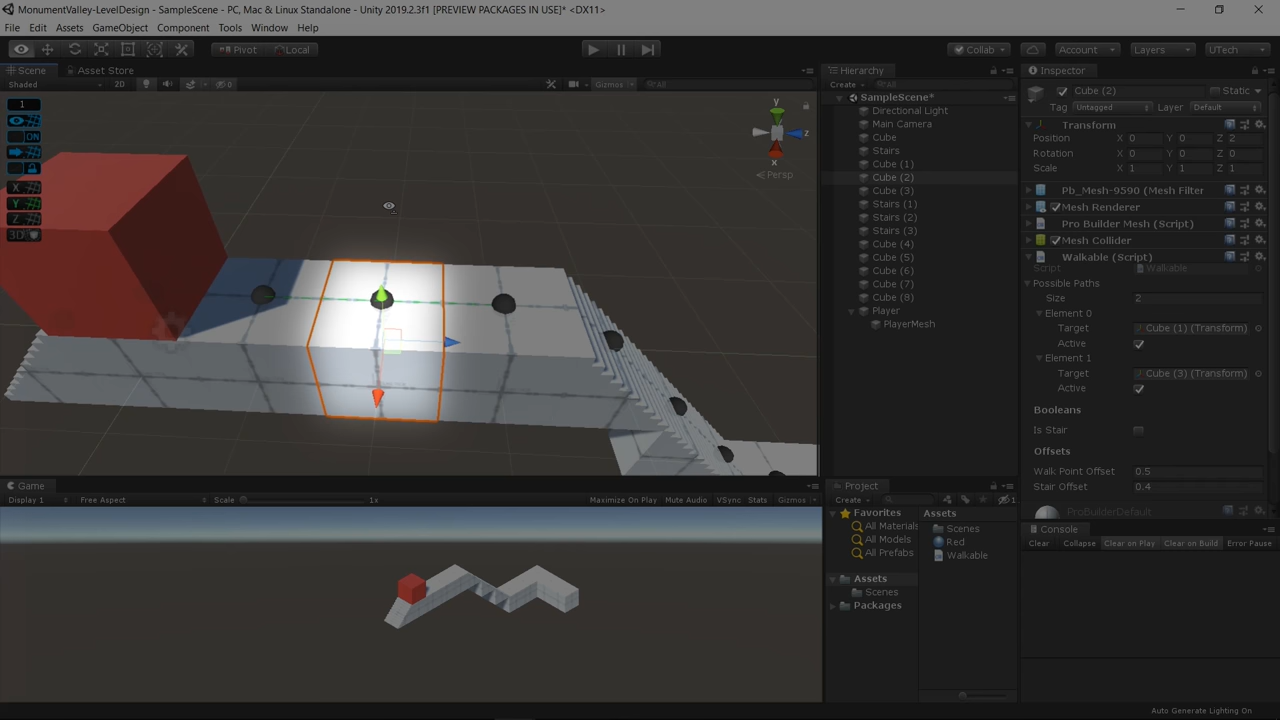 MonumentValley-LevelDesign - SampleScene - PC, Mac & Linux Standalone - Unity 2019.2.3f1 [PREVIEW PACKAGES IN USE]* <DX11>
File Edit Assets GameObject Component Tools Window Help
Pivot Local Collab Account Layers UTech
Scene Asset Store
Shaded 2D 0 Gizmos All
1
ON
X
Y
Z
3D
y
z
Persp
Hierarchy
Create All
SampleScene*
Directional Light
Main Camera
Cube
Stairs
Cube (1)
Cube (2)
Cube (3)
Stairs (1)
Stairs (2)
Stairs (3)
Cube (4)
Cube (5)
Cube (6)
Cube (7)
Cube (8)
Player
PlayerMesh
Inspector
Cube (2) Static
Tag Untagged Layer Default
Transform
Position X 0 Y 0 Z 2
Rotation X 0 Y 0 Z 0
Scale X 1 Y 1 Z 1
Pb_Mesh-9590 (Mesh Filter
Mesh Renderer
Pro Builder Mesh (Script)
Mesh Collider
Walkable (Script)
Script Walkable
Possible Paths
Size 2
Element 0
Target Cube (1) (Transform)
Active
Element 1
Target Cube (3) (Transform)
Active
Booleans
Is Stair
Offsets
Walk Point Offset 0.5
Stair Offset 0.4
ProBuilderDefault
Game
Display 1 Free Aspect Scale 1x Maximize On Play Mute Audio VSync Stats Gizmos
Project
Create 1
Favorites
All Materials
All Models
All Prefabs
Assets
Scenes
Packages
Assets
Scenes
Red
Walkable
Console
Clear Collapse Clear on Play Clear on Build Error Pause
Auto Generate Lighting On